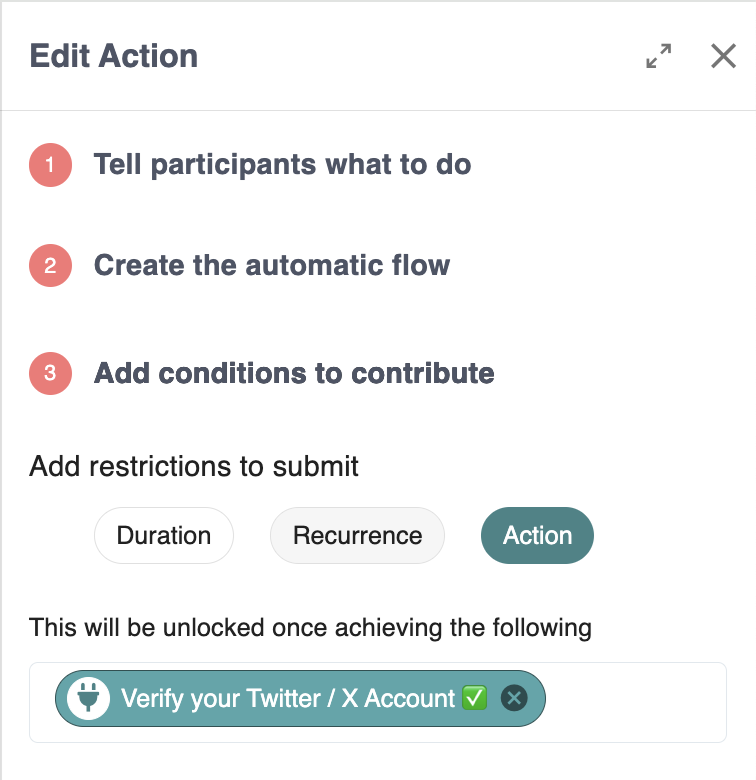 Edit Action
1 Tell participants what to do
2 Create the automatic flow
3 Add conditions to contribute
Add restrictions to submit
Duration Recurrence Action
This will be unlocked once achieving the following
Verify your Twitter / X Account ✅